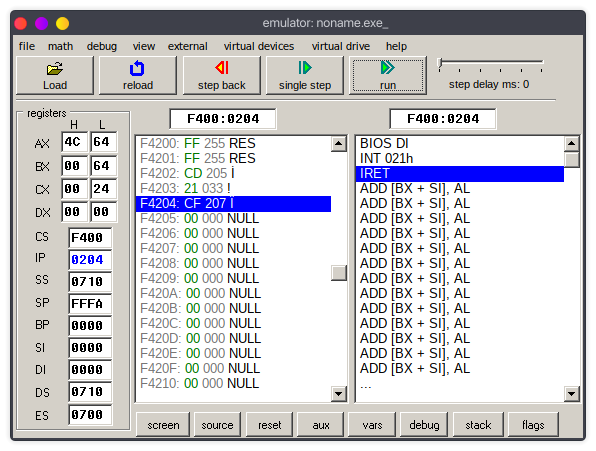 emulator: noname.exe_
file math debug view external virtual devices virtual drive help
Load reload step back single step run step delay ms: 0
registers F400:0204 F400:0204
H L
AX 4C 64
BX 00 64
CX 00 24
DX 00 00
CS F400
IP 0204
SS 0710
SP FFFA
BP 0000
SI 0000
DI 0000
DS 0710
ES 0700
F4200: FF 255 RES
F4201: FF 255 RES
F4202: CD 205 Í
F4203: 21 033 !
F4204: CF 207 Ï
F4205: 00 000 NULL
F4206: 00 000 NULL
F4207: 00 000 NULL
F4208: 00 000 NULL
F4209: 00 000 NULL
F420A: 00 000 NULL
F420B: 00 000 NULL
F420C: 00 000 NULL
F420D: 00 000 NULL
F420E: 00 000 NULL
F420F: 00 000 NULL
F4210: 00 000 NULL
BIOS DI
INT 021h
IRET
ADD [BX + SI], AL
ADD [BX + SI], AL
ADD [BX + SI], AL
ADD [BX + SI], AL
ADD [BX + SI], AL
ADD [BX + SI], AL
ADD [BX + SI], AL
ADD [BX + SI], AL
ADD [BX + SI], AL
ADD [BX + SI], AL
ADD [BX + SI], AL
ADD [BX + SI], AL
ADD [BX + SI], AL
...
screen source reset aux vars debug stack flags